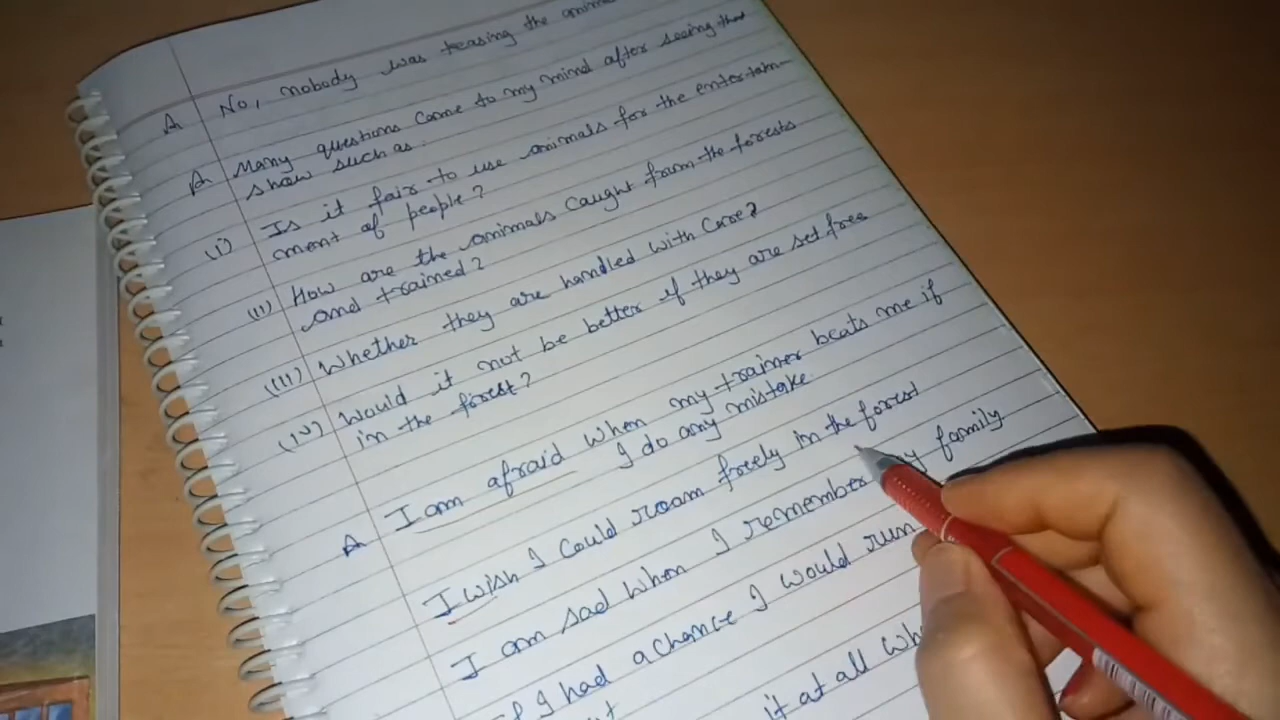 A No, nobody was teasing the
A Many questions come to my mind after seeing that
show such as.
(i) Is it fair to use animals for the entertain-
ment of people?
(ii) How are the animals caught from the forests
and trained?
(iii) Whether they are handled with care?
(iv) Would it not be better if they are set free
in the forest?
A I am afraid when my trainer beats me if
I do any mistake
I wish I could roam freely in the forest
I am sad when I remember my family
If I had a chance I would run
it at all